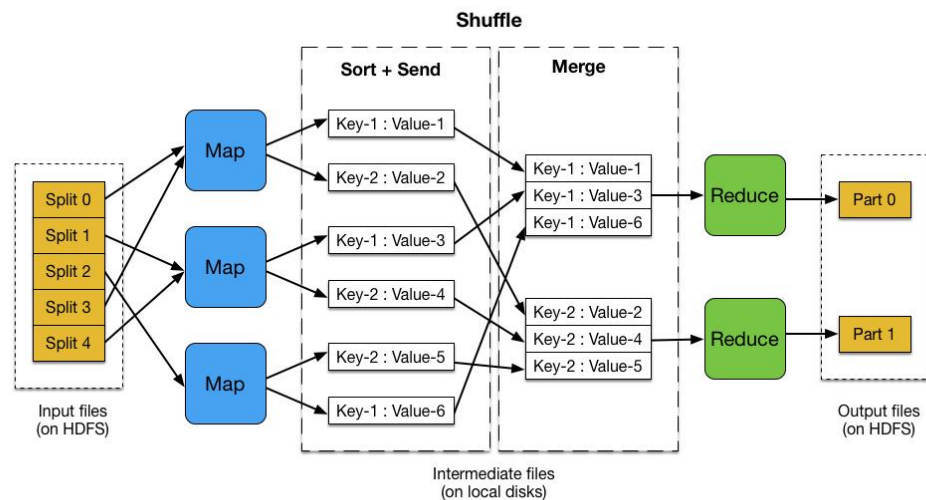 Shuffle
Sort + Send
Merge
Split 0
Split 1
Split 2
Split 3
Split 4
Input files
(on HDFS)
Map
Map
Map
Key-1 : Value-1
Key-2 : Value-2
Key-1 : Value-3
Key-2 : Value-4
Key-2 : Value-5
Key-1 : Value-6
Key-1 : Value-1
Key-1 : Value-3
Key-1 : Value-6
Key-2 : Value-2
Key-2 : Value-4
Key-2 : Value-5
Intermediate files
(on local disks)
Reduce
Reduce
Part 0
Part 1
Output files
(on HDFS)